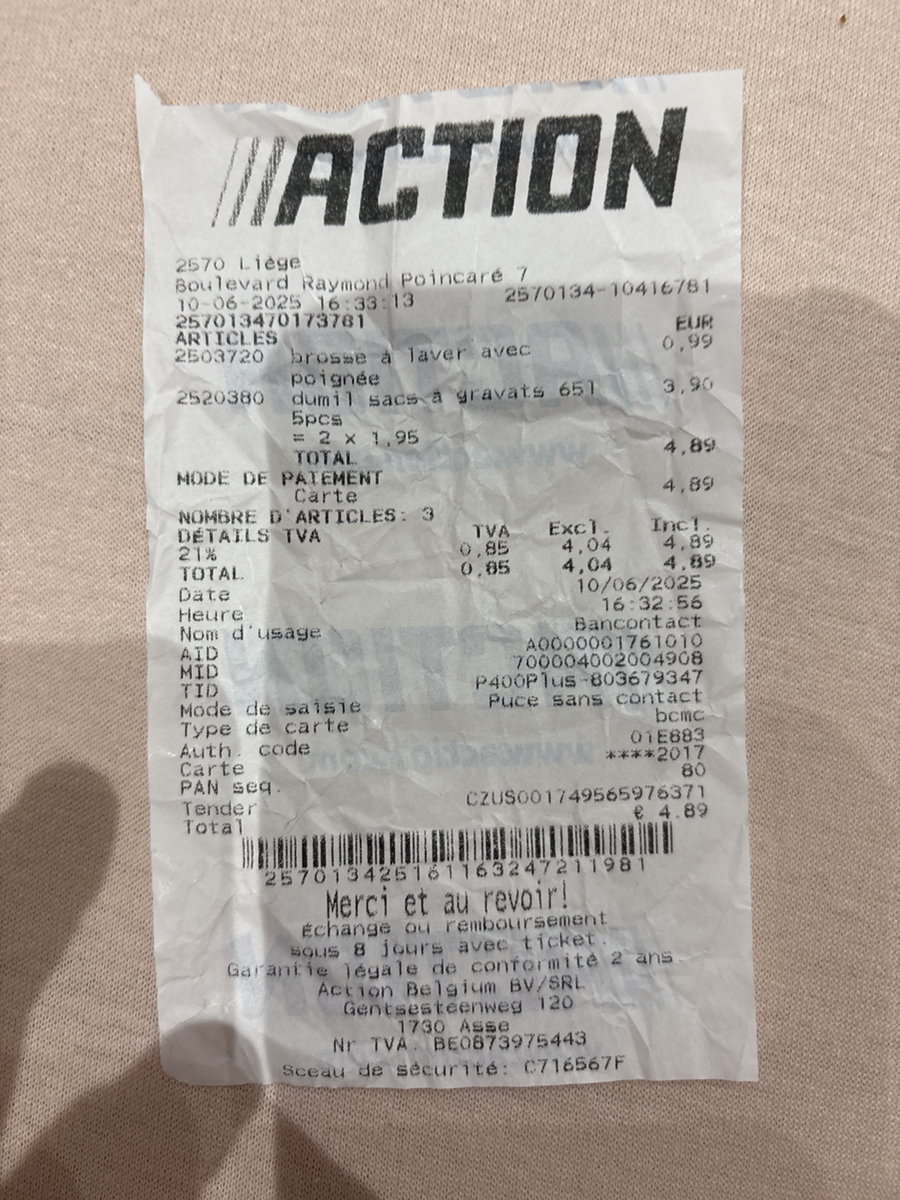 ACTION
2570 Liège
Boulevard Raymond Poincaré 7
10-06-2025 16:33:13 2570134-10416781
257013470173781 EUR
ARTICLES
2503720 brosse à laver avec 0,99
poignée
2520380 dumil sacs à gravats 65l 3,90
5pcs
= 2 x 1,95
TOTAL 4,89
MODE DE PAIEMENT
Carte 4,89
NOMBRE D'ARTICLES: 3
DÉTAILS TVA TVA Excl. Incl.
21% 0,85 4,04 4,89
TOTAL 0,85 4,04 4,89
Date 10/06/2025
Heure 16:32:56
Nom d'usage Bancontact
AID A0000001761010
MID 700004002004908
TID P400Plus-803679347
Mode de saisie Puce sans contact
Type de carte bcmc
Auth. code 01E883
Carte ****2017
PAN seq. 80
Tender CZUS001749565976371
Total € 4.89
257013425161163247211981
Merci et au revoir!
Échange ou remboursement
sous 8 jours avec ticket.
Garantie légale de conformité 2 ans.
Action Belgium BV/SRL
Gentsesteenweg 120
1730 Asse
Nr TVA. BE0873975443
Sceau de sécurité: C716567F